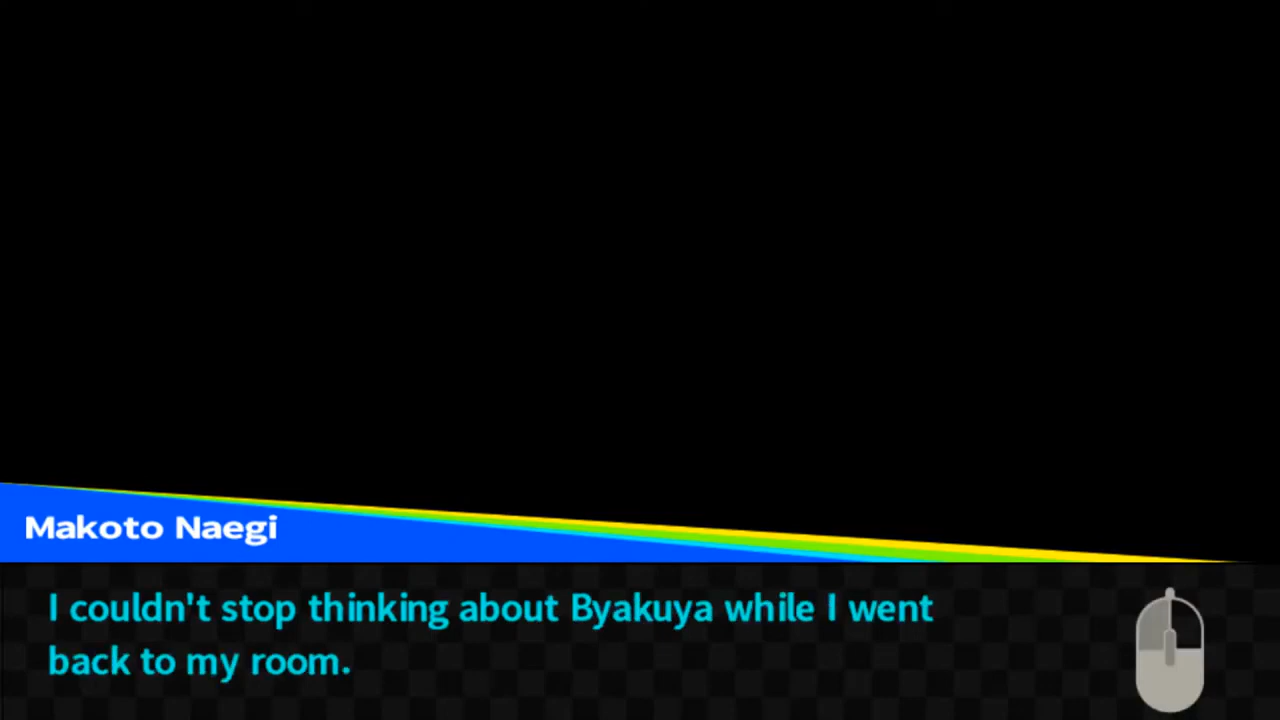 Makoto Naegi
I couldn't stop thinking about Byakuya while I went
back to my room.